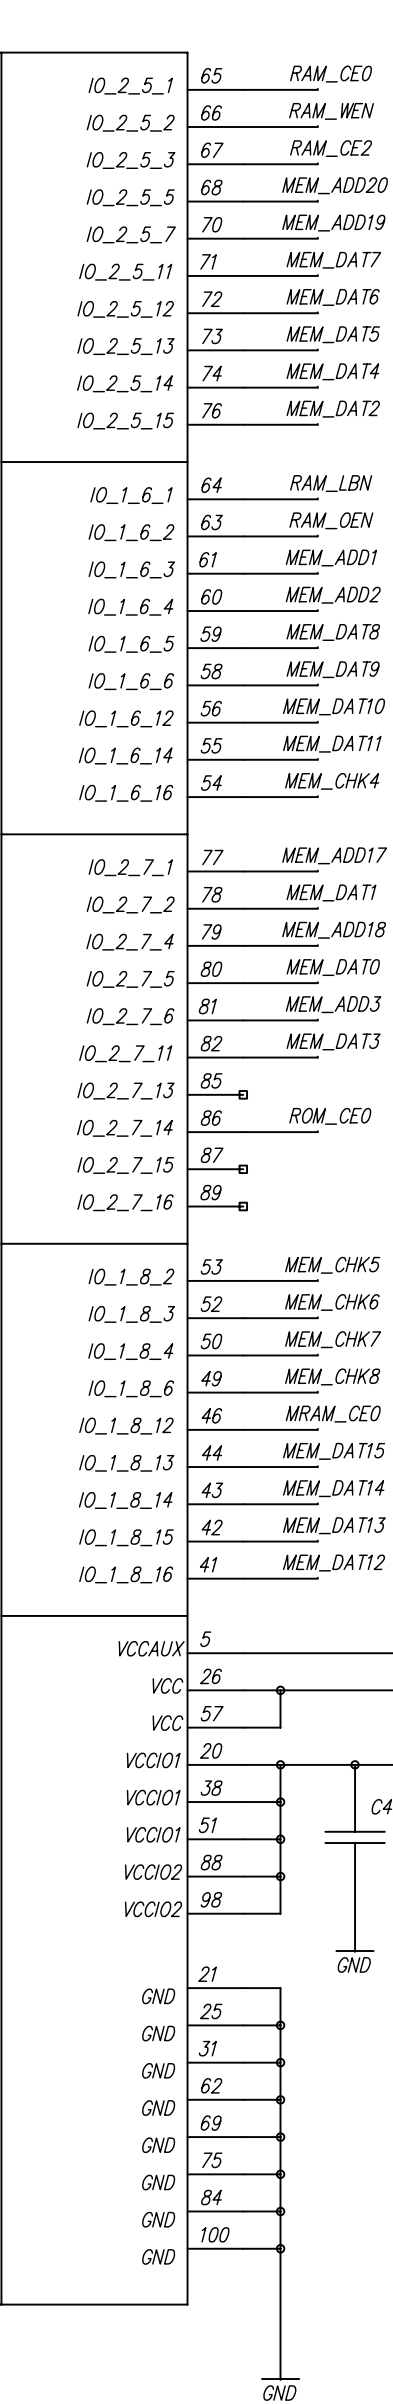 IO_2_5_1 65 RAM_CE0
IO_2_5_2 66 RAM_WEN
IO_2_5_3 67 RAM_CE2
IO_2_5_5 68 MEM_ADD20
IO_2_5_7 70 MEM_ADD19
IO_2_5_11 71 MEM_DAT7
IO_2_5_12 72 MEM_DAT6
IO_2_5_13 73 MEM_DAT5
IO_2_5_14 74 MEM_DAT4
IO_2_5_15 76 MEM_DAT2
IO_1_6_1 64 RAM_LBN
IO_1_6_2 63 RAM_OEN
IO_1_6_3 61 MEM_ADD1
IO_1_6_4 60 MEM_ADD2
IO_1_6_5 59 MEM_DAT8
IO_1_6_6 58 MEM_DAT9
IO_1_6_12 56 MEM_DAT10
IO_1_6_14 55 MEM_DAT11
IO_1_6_16 54 MEM_CHK4
IO_2_7_1 77 MEM_ADD17
IO_2_7_2 78 MEM_DAT1
IO_2_7_4 79 MEM_ADD18
IO_2_7_5 80 MEM_DAT0
IO_2_7_6 81 MEM_ADD3
IO_2_7_11 82 MEM_DAT3
IO_2_7_13 85
IO_2_7_14 86 ROM_CE0
IO_2_7_15 87
IO_2_7_16 89
IO_1_8_2 53 MEM_CHK5
IO_1_8_3 52 MEM_CHK6
IO_1_8_4 50 MEM_CHK7
IO_1_8_6 49 MEM_CHK8
IO_1_8_12 46 MRAM_CE0
IO_1_8_13 44 MEM_DAT15
IO_1_8_14 43 MEM_DAT14
IO_1_8_15 42 MEM_DAT13
IO_1_8_16 41 MEM_DAT12
VCCAUX 5
VCC 26
VCC 57
VCCIO1 20
VCCIO1 38
C4
VCCIO1 51
VCCIO2 88
VCCIO2 98
GND
GND 21
GND 25
GND 31
GND 62
GND 69
GND 75
GND 84
GND 100
GND